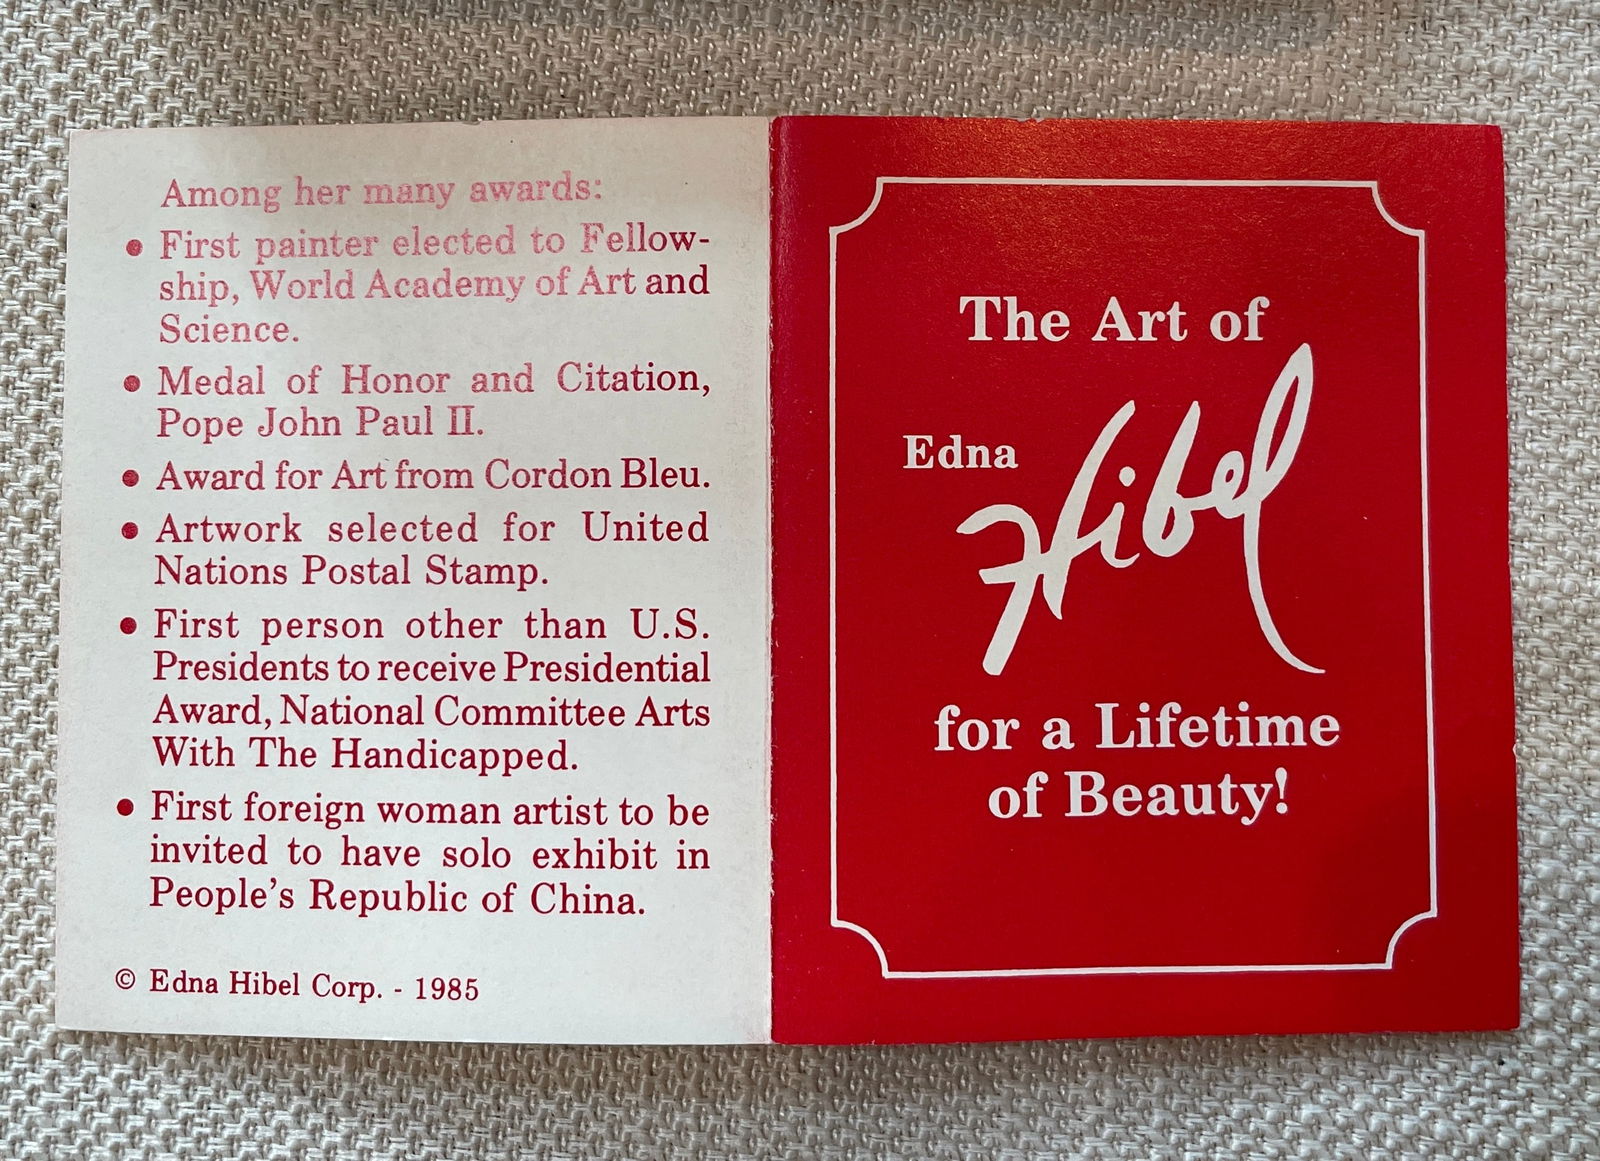 Among her many awards:
• First painter elected to Fellow-
ship, World Academy of Art and
Science.
• Medal of Honor and Citation,
Pope John Paul II.
• Award for Art from Cordon Bleu.
• Artwork selected for United
Nations Postal Stamp.
• First person other than U.S.
Presidents to receive Presidential
Award, National Committee Arts
With The Handicapped.
• First foreign woman artist to be
invited to have solo exhibit in
People's Republic of China.
© Edna Hibel Corp. - 1985
The Art of
Edna Hibel
for a Lifetime
of Beauty!